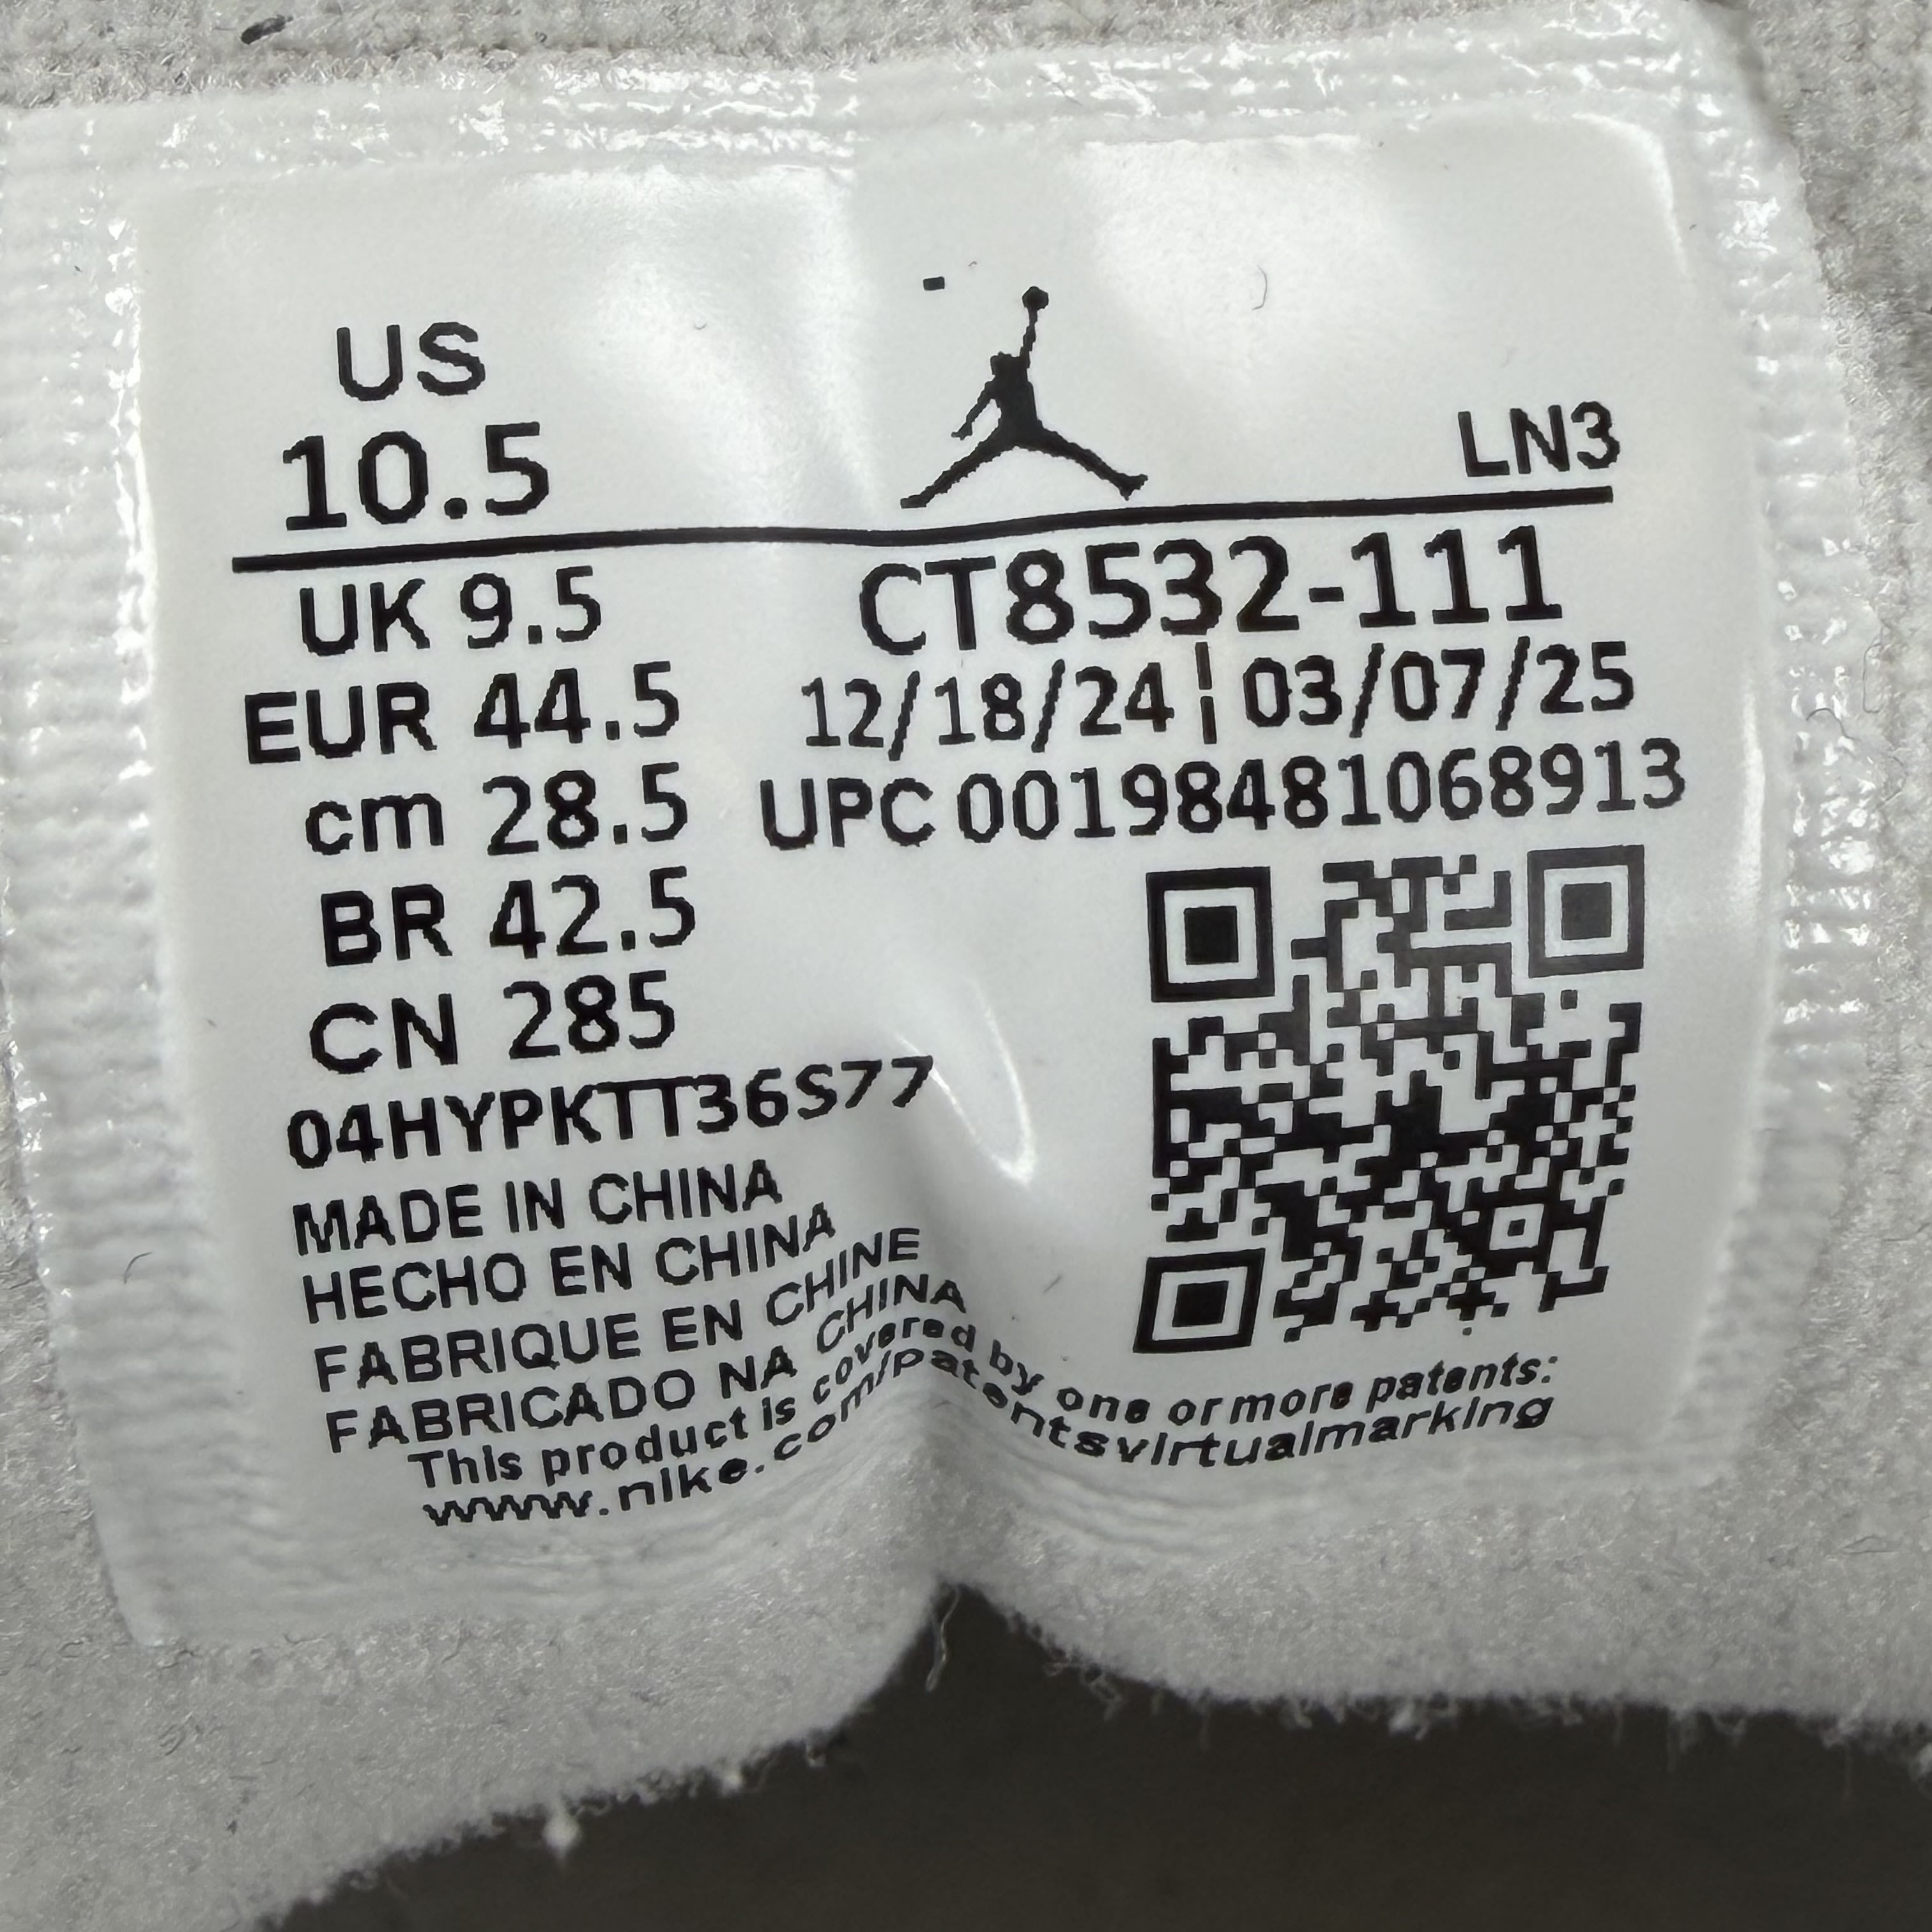 US
10.5
LN3
UK 9.5
CT8532-111
EUR 44.5
12/18/24 ¦ 03/07/25
cm 28.5
UPC 00198481068913
BR 42.5
CN 285
04HYPKTT36S77
MADE IN CHINA
HECHO EN CHINA
FABRIQUE EN CHINE
FABRICADO NA CHINA
This product is covered by one or more patents:
www.nike.com/patentsvirtualmarking